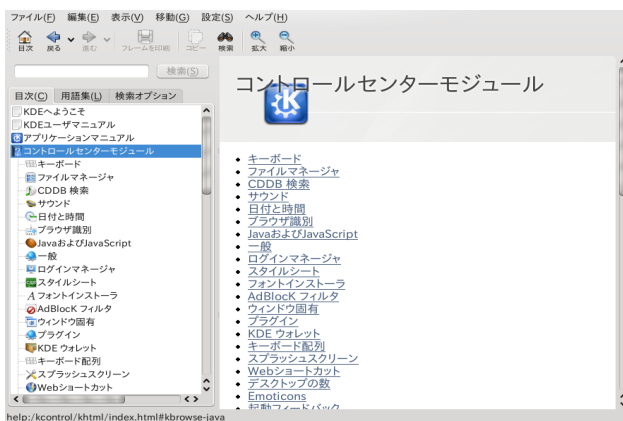 ファイル(F) 編集(E) 表示(V) 移動(G) 設定(S) ヘルプ(H)
目次 戻る 進む フレームを印刷 コピー 検索 拡大 縮小
検索(S)
目次(C) 用語集(L) 検索オプション
KDEへようこそ
KDEユーザマニュアル
アプリケーションマニュアル
コントロールセンターモジュール
キーボード
ファイルマネージャ
CDDB 検索
サウンド
日付と時間
ブラウザ識別
JavaおよびJavaScript
一般
ログインマネージャ
スタイルシート
フォントインストーラ
AdBlocK フィルタ
ウィンドウ固有
プラグイン
KDE ウォレット
キーボード配列
スプラッシュスクリーン
Webショートカット
コントロールセンターモジュール
キーボード
ファイルマネージャ
CDDB 検索
サウンド
日付と時間
ブラウザ識別
JavaおよびJavaScript
一般
ログインマネージャ
スタイルシート
フォントインストーラ
AdBlocK フィルタ
ウィンドウ固有
プラグイン
KDE ウォレット
キーボード配列
スプラッシュスクリーン
Webショートカット
デスクトップの数
Emoticons
起動フィードバック
help:/kcontrol/khtml/index.html#kbrowse-java